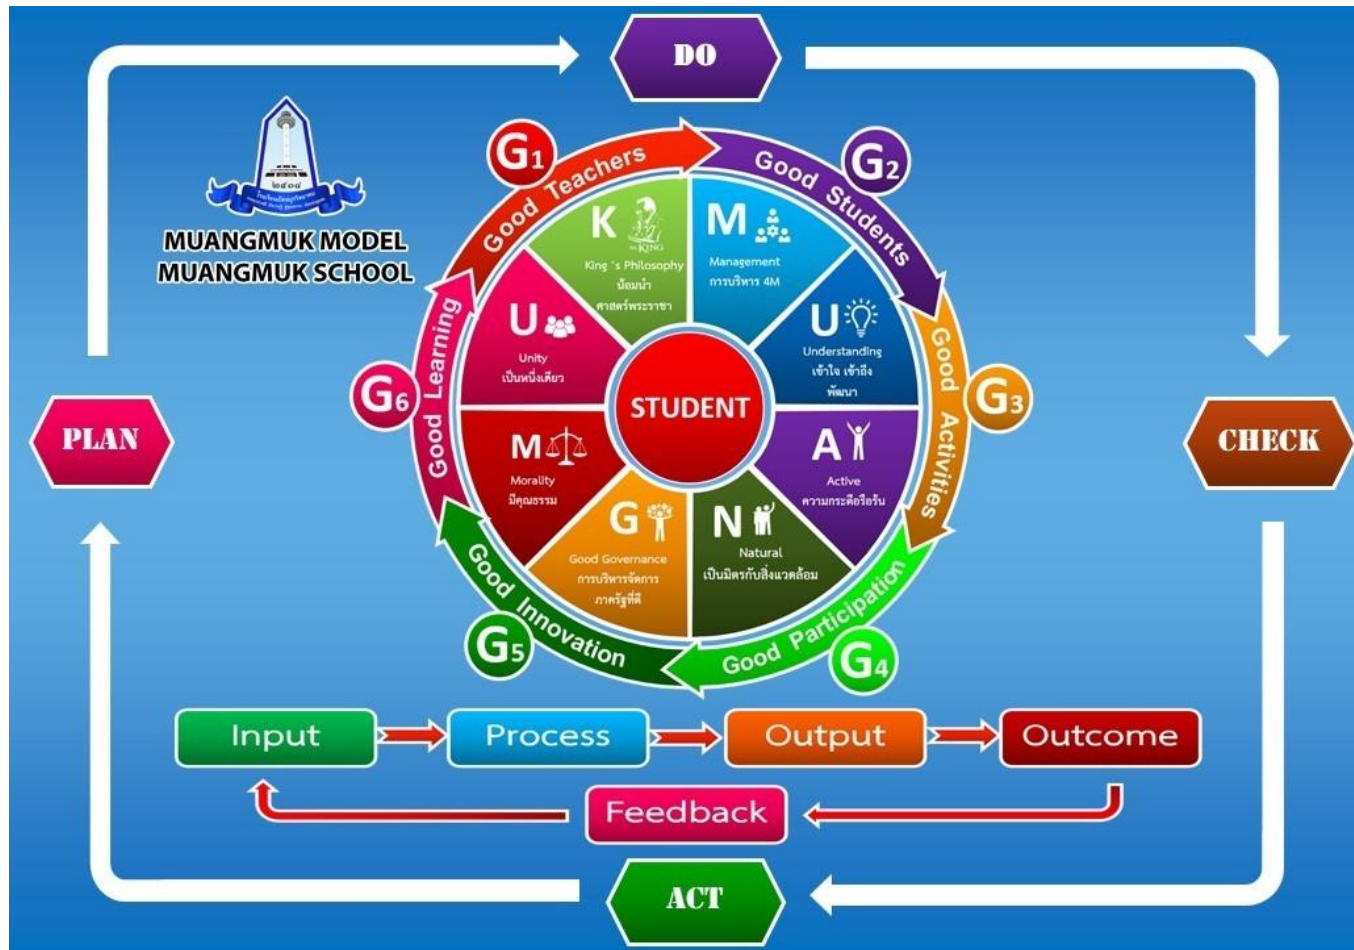 DO
G1
Good Teachers
G2
Good Students
๒๕๐๔
MUANGMUK MODEL
MUANGMUK SCHOOL
K
THE KING
King 's Philosophy
น้อมนำ
ศาสตร์พระราชา
M
Management
การบริหาร 4M
U
Understanding
เข้าใจ เข้าถึง
พัฒนา
G3
Good Activities
U
Unity
เป็นหนึ่งเดียว
G6
Good Learning
STUDENT
PLAN
CHECK
M
Morality
มีคุณธรรม
A
Active
ความกระตือรือร้น
G
Good Governance
การบริหารจัดการ
ภาครัฐที่ดี
N
Natural
เป็นมิตรกับสิ่งแวดล้อม
G5
Good Innovation
G4
Good Participation
Input
Process
Output
Outcome
Feedback
ACT